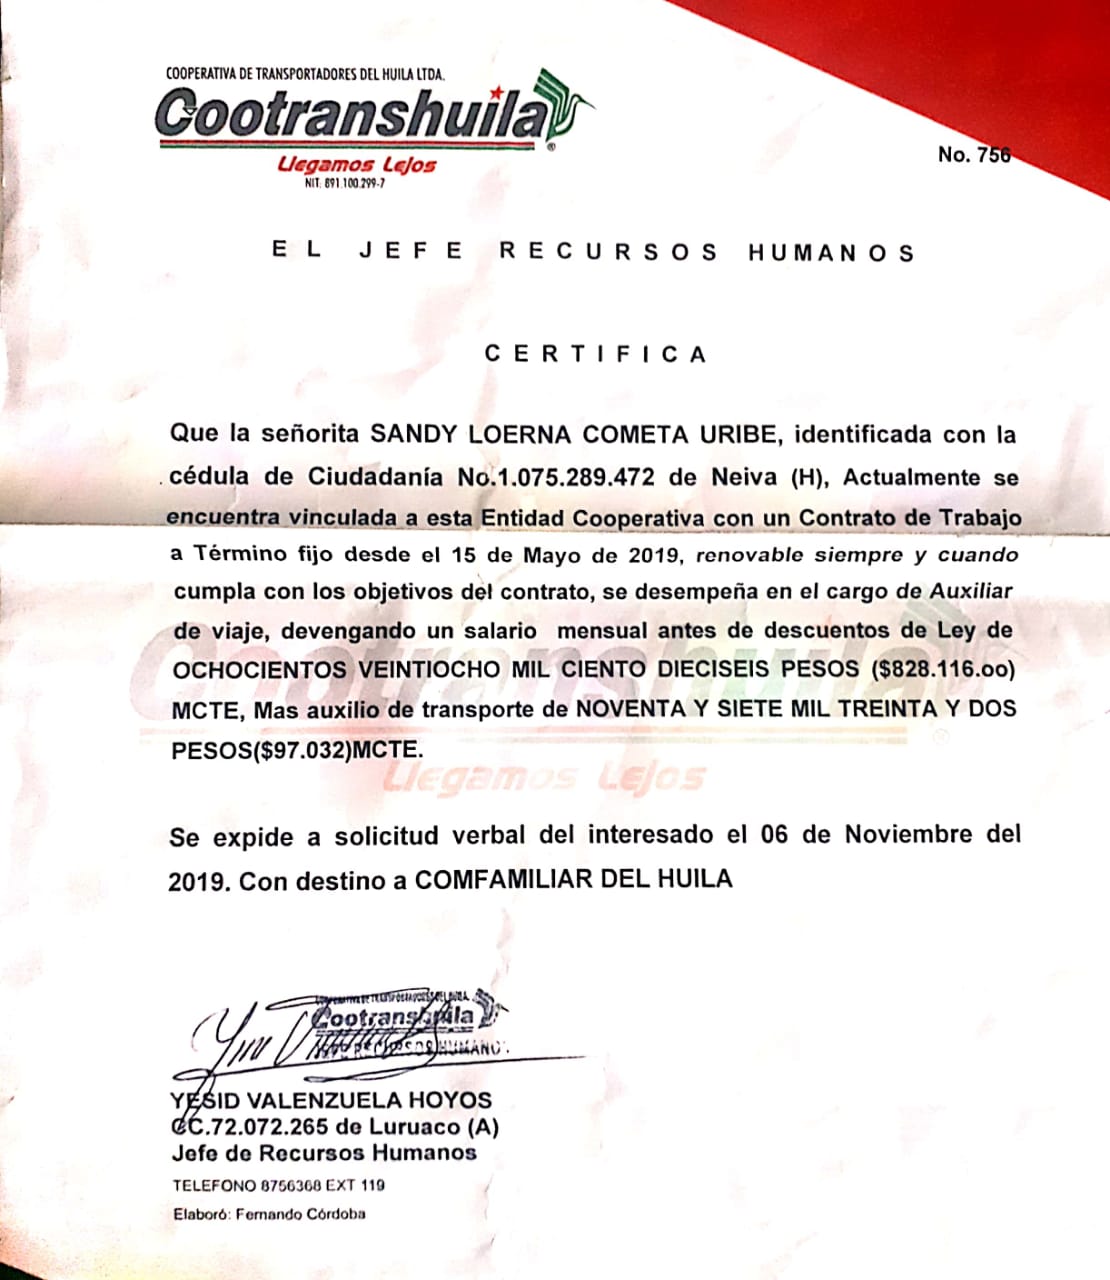 COOPERATIVA DE TRANSPORTADORES DEL HUILA LTDA.
Cootranshuila
Llegamos Lejos
NIT. 891.100.299-7
No. 756
EL JEFE RECURSOS HUMANOS
CERTIFICA
Que la señorita SANDY LOERNA COMETA URIBE, identificada con la
cédula de Ciudadanía No.1.075.289.472 de Neiva (H), Actualmente se
encuentra vinculada a esta Entidad Cooperativa con un Contrato de Trabajo
a Término fijo desde el 15 de Mayo de 2019, renovable siempre y cuando
cumpla con los objetivos del contrato, se desempeña en el cargo de Auxiliar
de viaje, devengando un salario mensual antes de descuentos de Ley de
OCHOCIENTOS VEINTIOCHO MIL CIENTO DIECISEIS PESOS ($828.116.oo)
MCTE, Mas auxilio de transporte de NOVENTA Y SIETE MIL TREINTA Y DOS
PESOS($97.032)MCTE.
Cootranshuila
Llegamos Lejos
Se expide a solicitud verbal del interesado el 06 de Noviembre del
2019. Con destino a COMFAMILIAR DEL HUILA
Cootranshuila
YESID VALENZUELA HOYOS
CC.72.072.265 de Luruaco (A)
Jefe de Recursos Humanos
TELEFONO 8756368 EXT 119
Elaboró: Fernando Córdoba